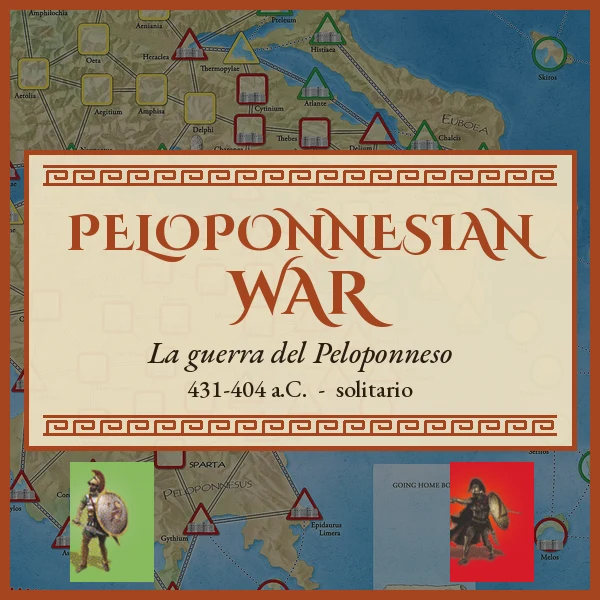 Amphilochia
Aeniania
Pteleum
Heraclea
Histiaea
Oeta
Thermopylae
Skiros
Aetolia
Aegitium
Amphisa
Cytinium
Atlante
EUBOEA
Delphi
Thebes
Delium
Chalcis
PELOPONNESIAN
WAR
La guerra del Peloponneso
431-404 a.C. - solitario
SPARTA
PELOPONNESUS
GOING HOME
Gythium
Epidaurus
Limera
Melos